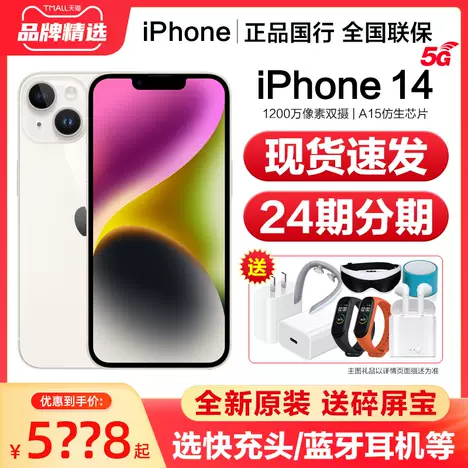 TMALL天猫
品牌精选
iPhone 正品国行 全国联保
5G
iPhone 14
1200万像素双摄 | A15仿生芯片
现货速发
24期分期
送
主图礼品以详情页面描述为准
优惠到手价:
¥5??8起
全新原装 送碎屏宝
选快充头/蓝牙耳机等